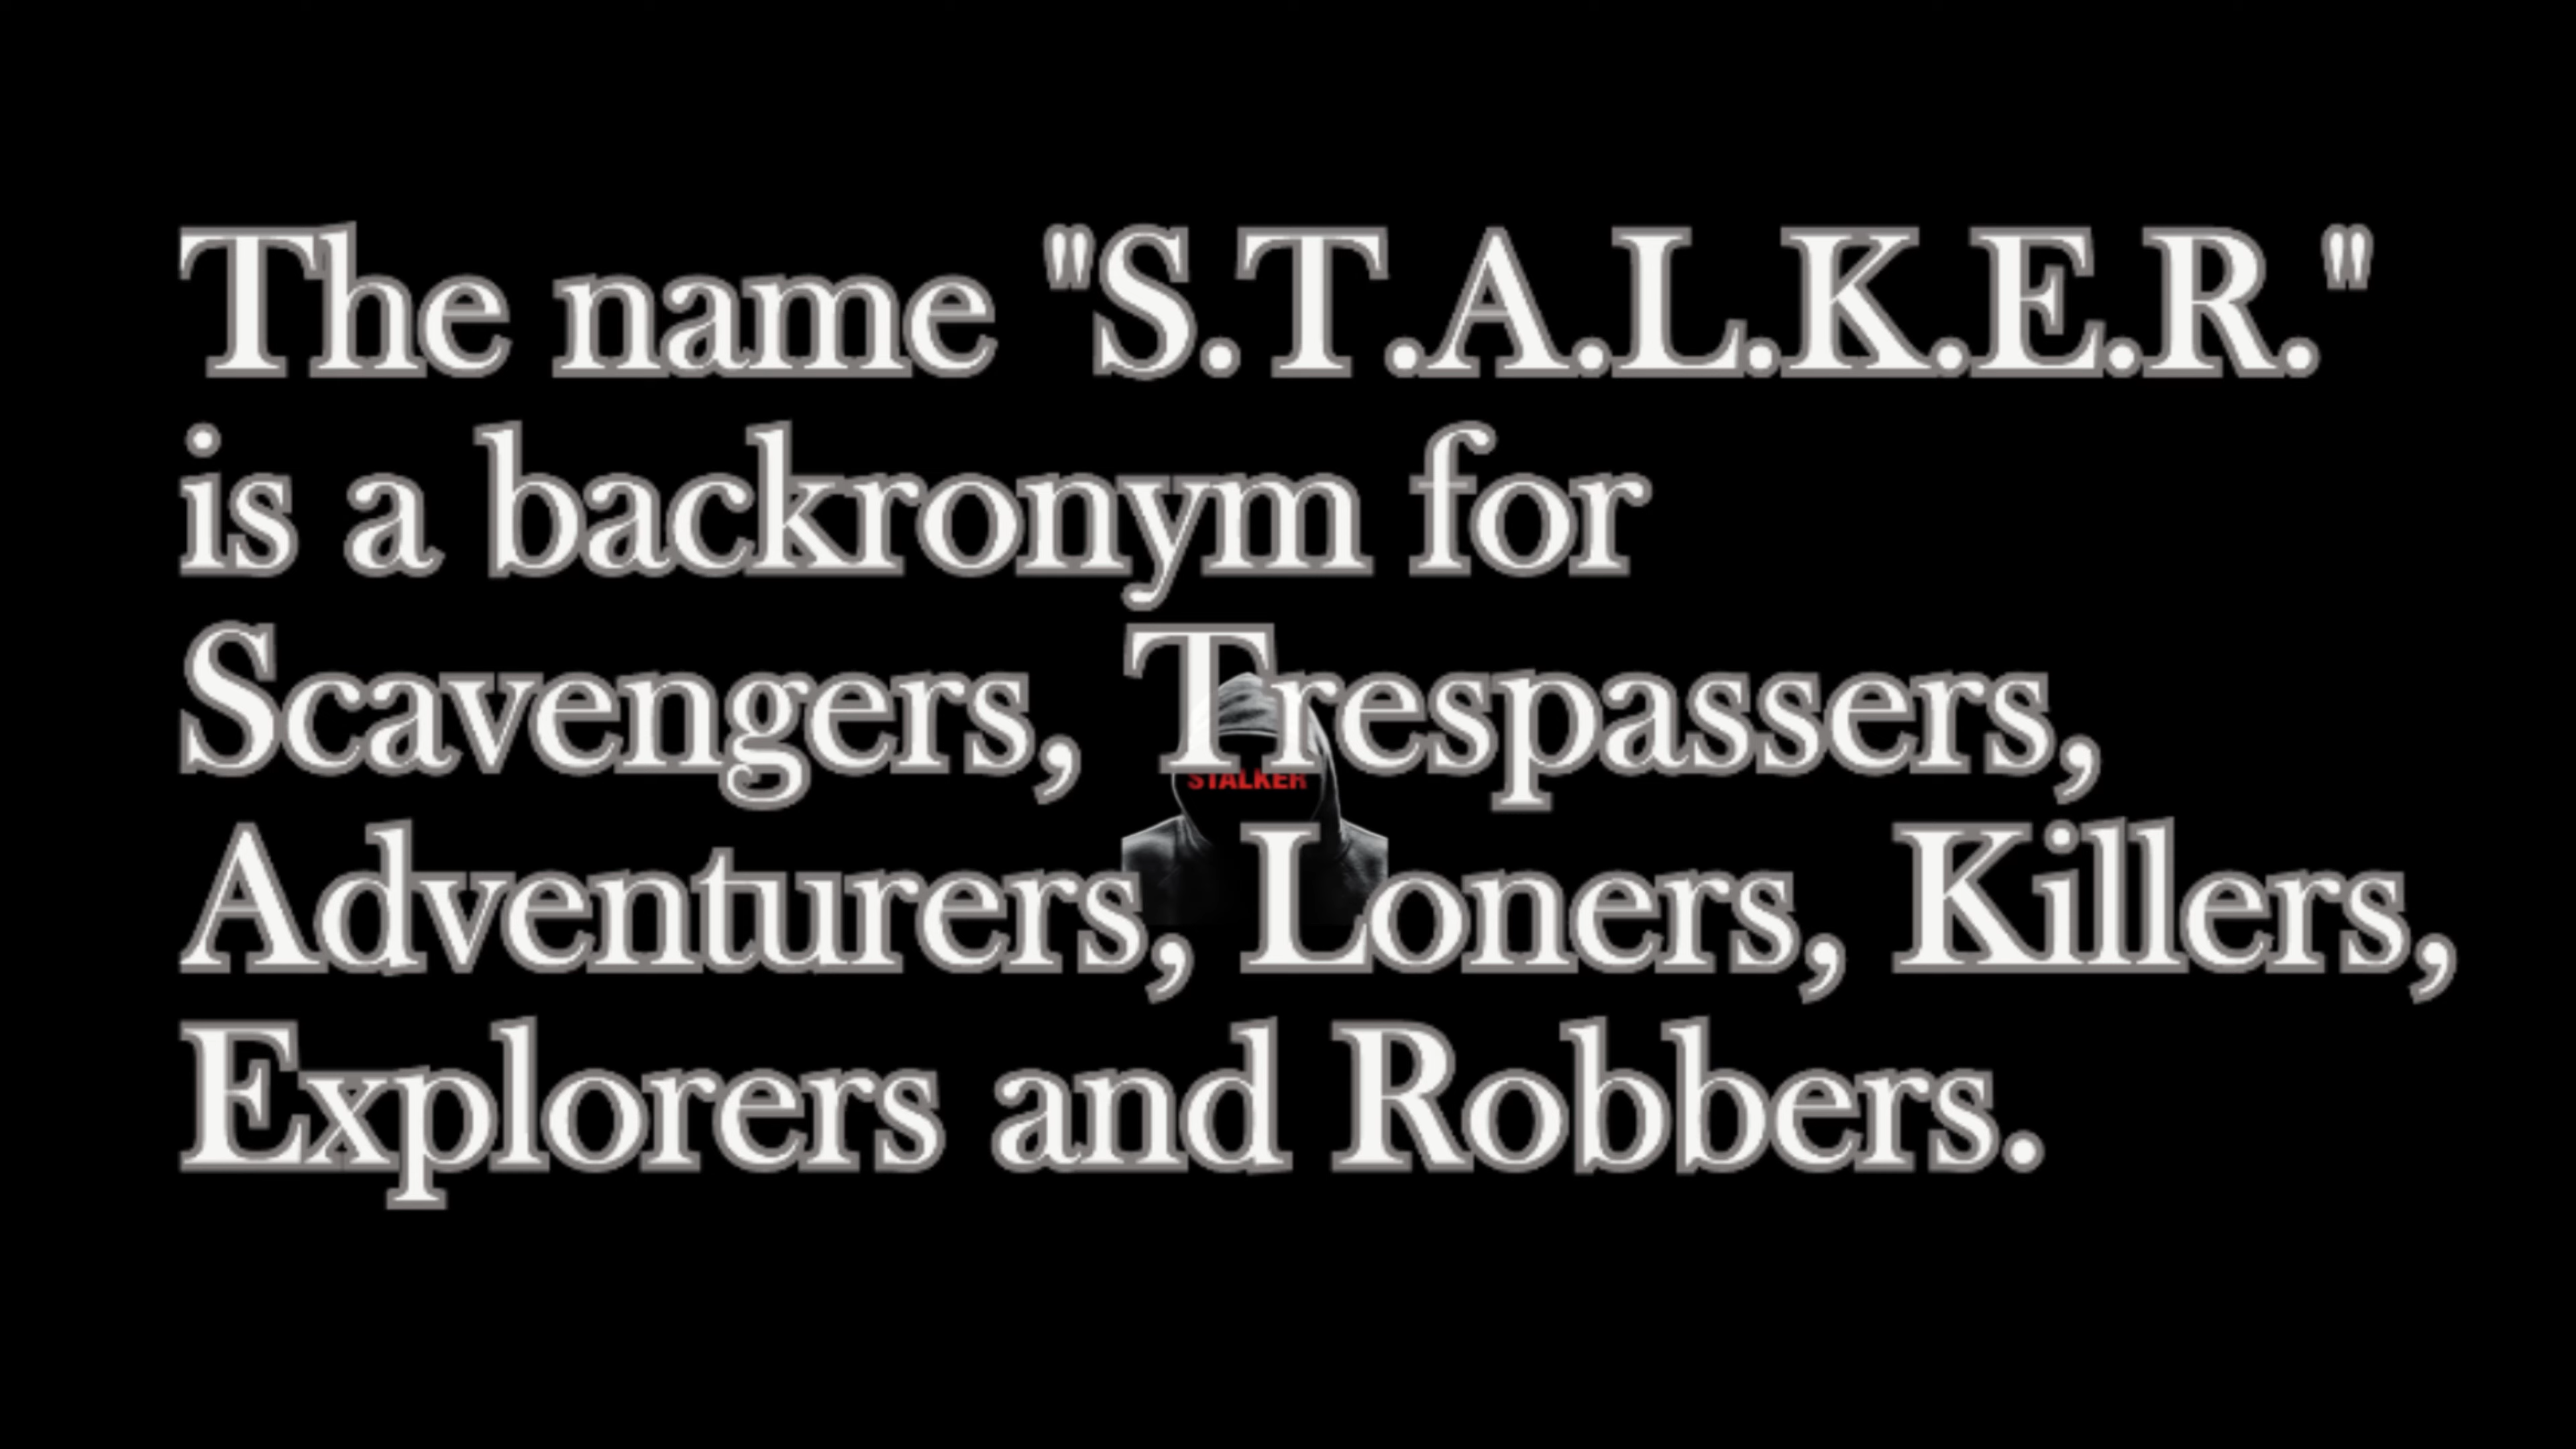 The name "S.T.A.L.K.E.R."
is a backronym for
Scavengers, Trespassers,
STALKER
Adventurers, Loners, Killers,
Explorers and Robbers.